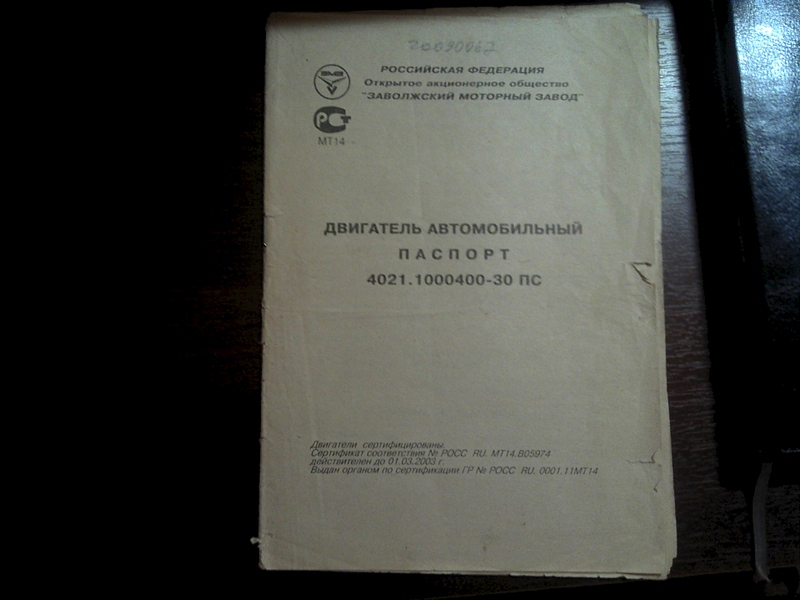 ЗМЗ
РОССИЙСКАЯ ФЕДЕРАЦИЯ
Открытое акционерное общество
"ЗАВОЛЖСКИЙ МОТОРНЫЙ ЗАВОД"
РСТ
МТ14
ДВИГАТЕЛЬ АВТОМОБИЛЬНЫЙ
ПАСПОРТ
4021.1000400-30 ПС
Двигатели сертифицированы.
Сертификат соответствия № РОСС RU. МТ14.В05974
действителен до 01.03.2003 г.
Выдан органом по сертификации ГР № РОСС RU. 0001.11МТ14